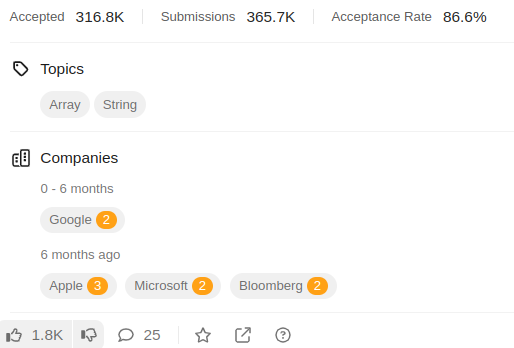 Accepted 316.8K Submissions 365.7K Acceptance Rate 86.6%
Topics
Array String
Companies
0 - 6 months
Google 2
6 months ago
Apple 3 Microsoft 2 Bloomberg 2
1.8K 25